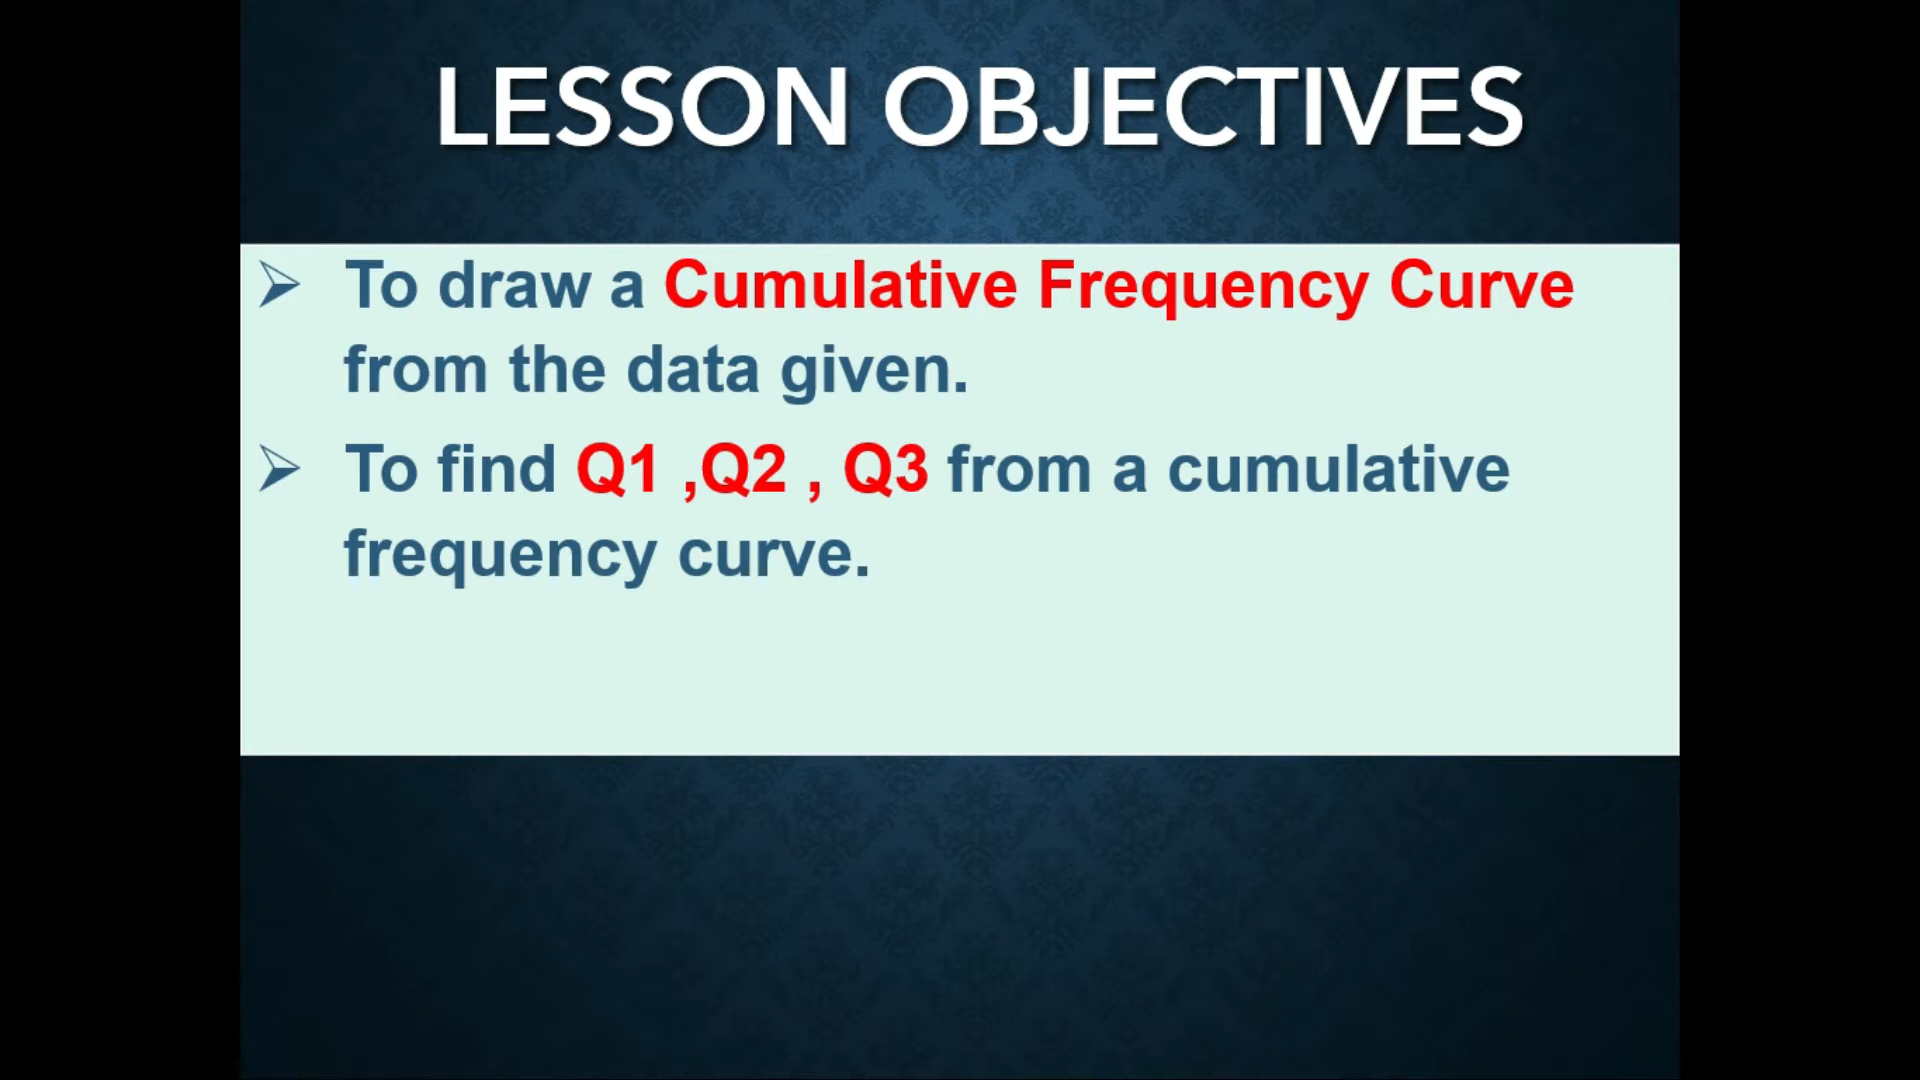 LESSON OBJECTIVES
➢ To draw a Cumulative Frequency Curve
from the data given.
➢ To find Q1 ,Q2 , Q3 from a cumulative
frequency curve.